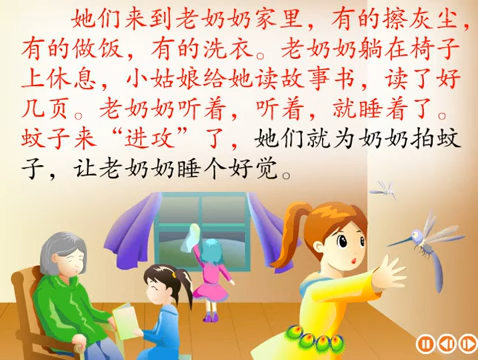 她们来到老奶奶家里，有的擦灰尘，
有的做饭，有的洗衣。老奶奶躺在椅子
上休息，小姑娘给她读故事书，读了好
几页。老奶奶听着，听着，就睡着了。
蚊子来“进攻”了，她们就为奶奶拍蚊
子，让老奶奶睡个好觉。